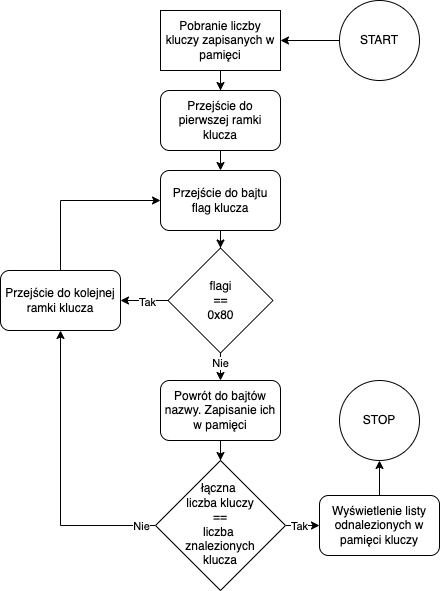 Pobranie liczby
kluczy zapisanych w
pamięci
START
Przejście do
pierwszej ramki
klucza
Przejście do bajtu
flag klucza
Przejście do kolejnej
ramki klucza
Tak
flagi
==
0x80
Nie
Powrót do bajtów
nazwy. Zapisanie ich
w pamięci
STOP
łączna
liczba kluczy
==
liczba
znalezionych
klucza
Nie
Tak
Wyświetlenie listy
odnalezionych w
pamięci kluczy